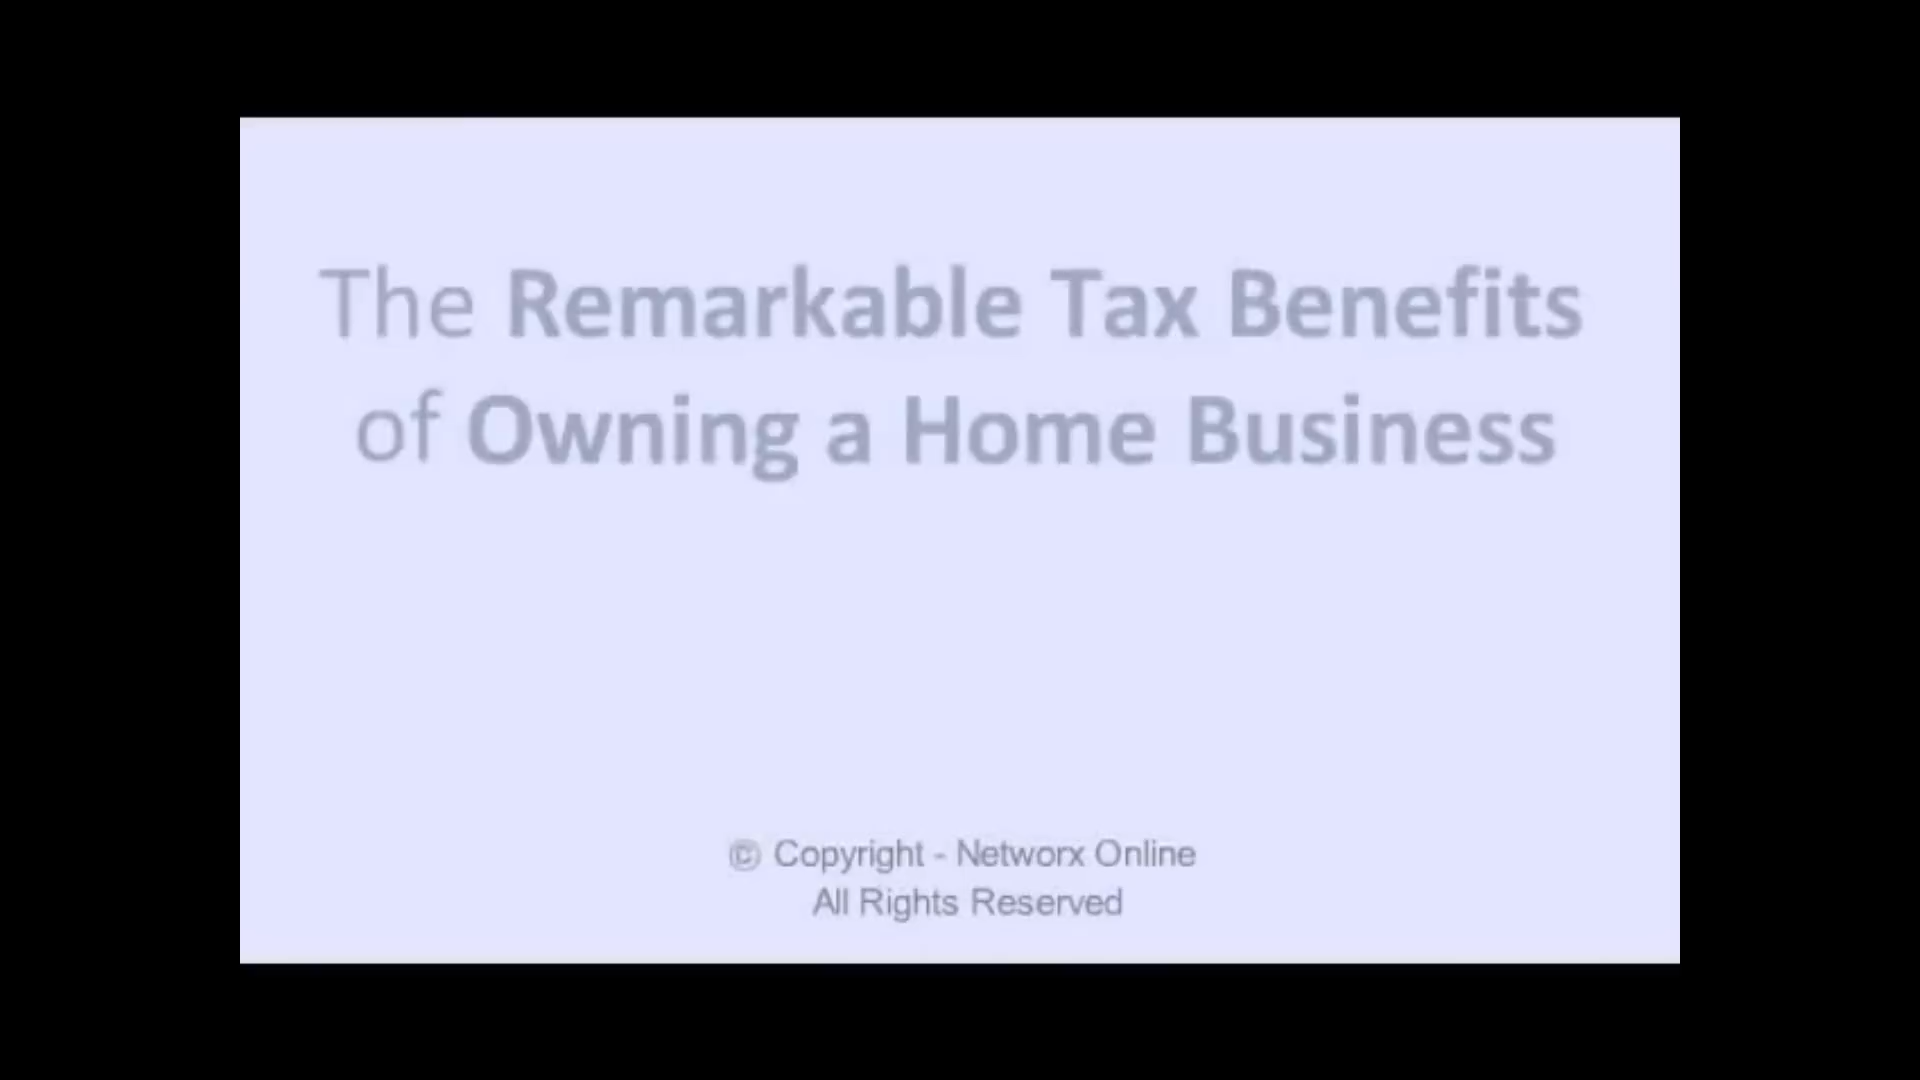 The Remarkable Tax Benefits
of Owning a Home Business
© Copyright - Networx Online
All Rights Reserved